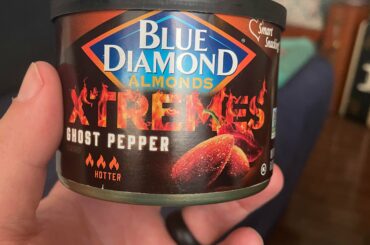 Smart
Snacking
BLUE
DIAMOND
ALMONDS
XTREMES
GHOST PEPPER
HOTTER